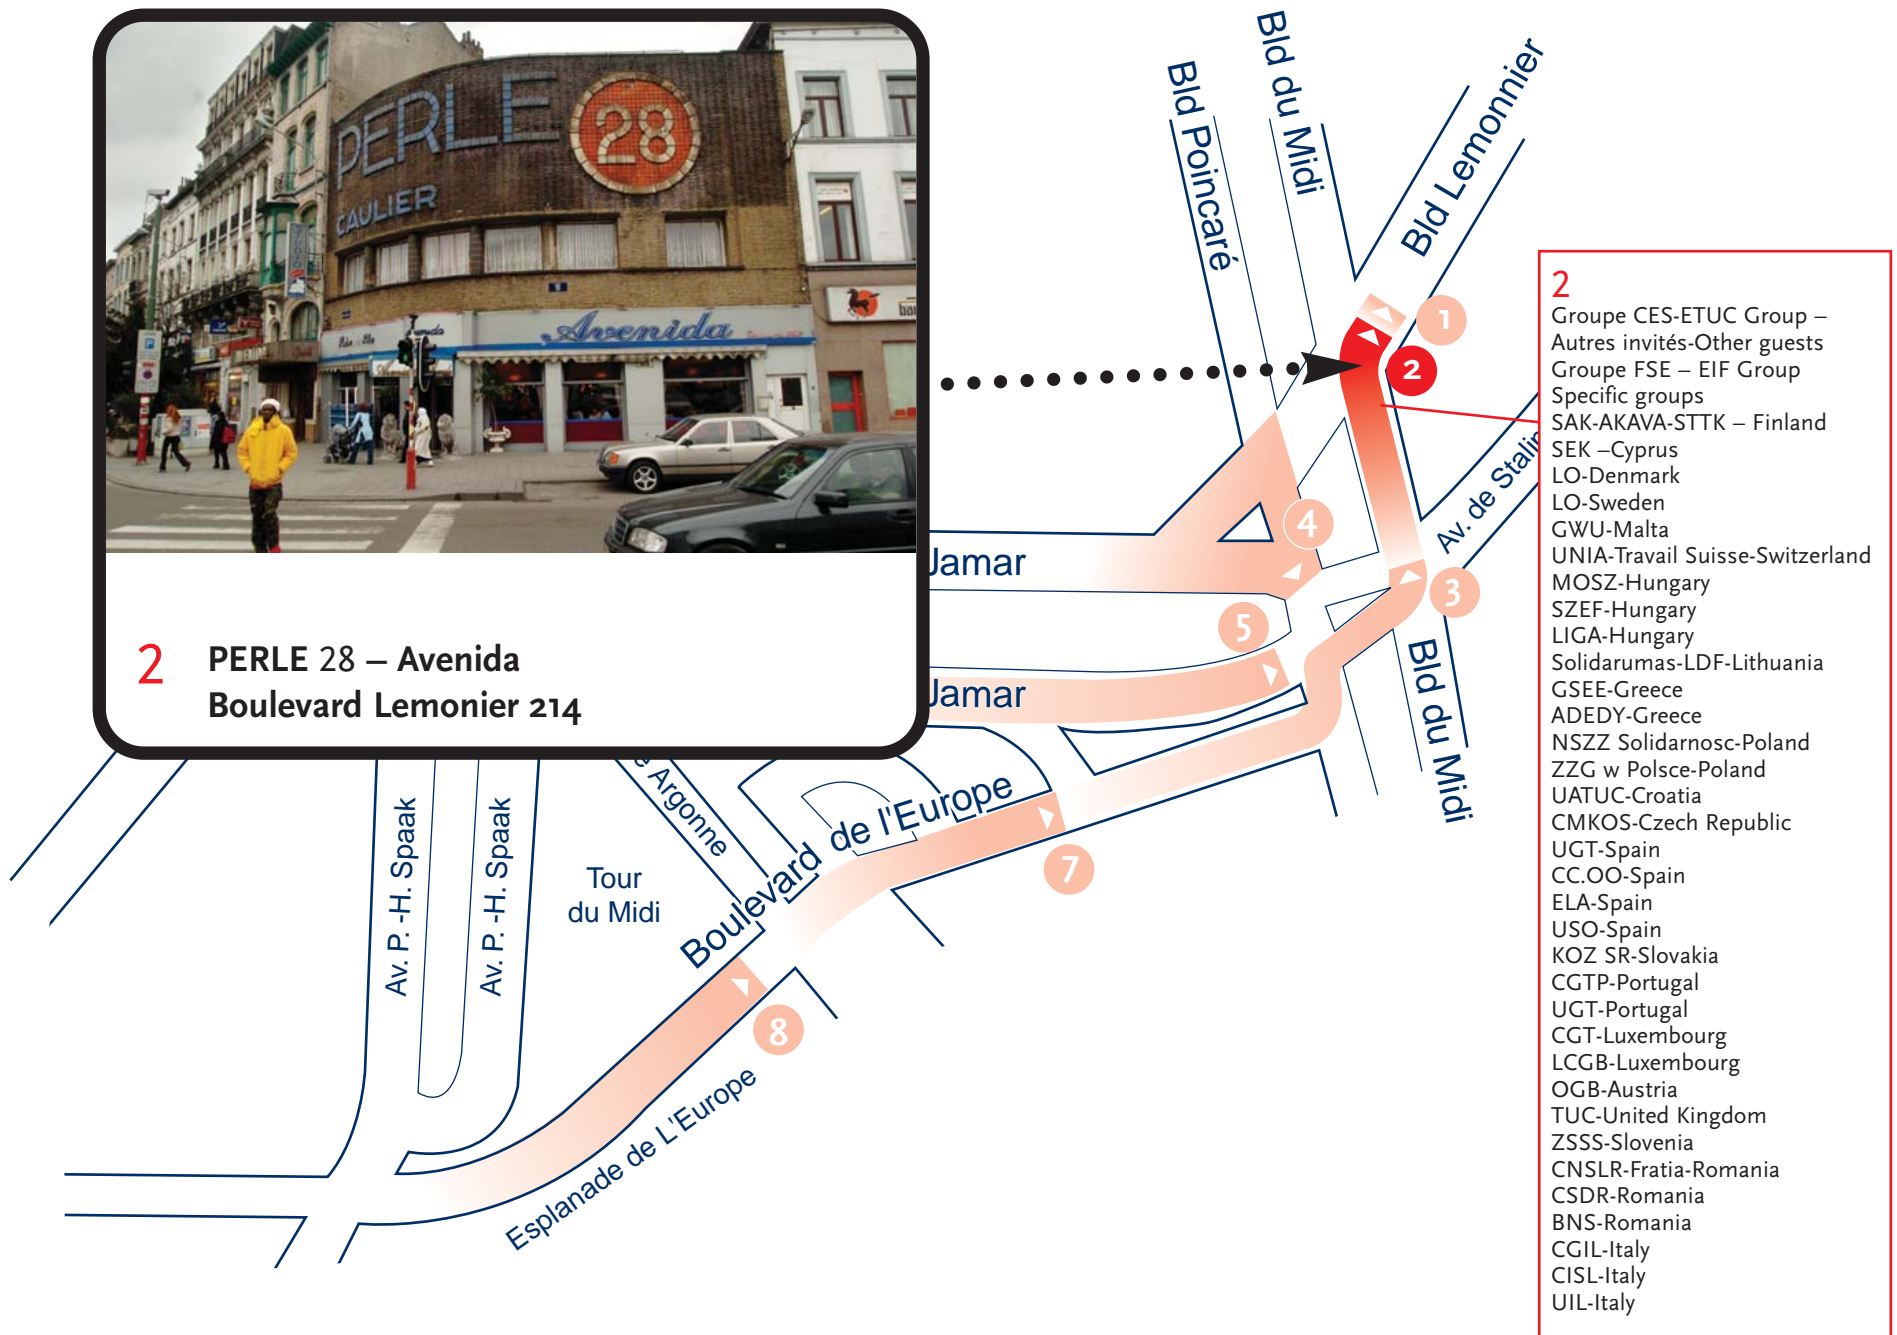 PERLE
28
CAULIER
Avenida
2 PERLE 28 – Avenida
Boulevard Lemonier 214
Bld Poincaré
Bld du Midi
Bld Lemonnier
1
2
Av. de Stalin
4
3
5
Jamar
Jamar
Bld du Midi
Argonne
Boulevard de l'Europe
7
Av. P. -H. Spaak
Av. P. -H. Spaak
Tour
du Midi
8
Esplanade de L'Europe
2
Groupe CES-ETUC Group –
Autres invités-Other guests
Groupe FSE – EIF Group
Specific groups
SAK-AKAVA-STTK – Finland
SEK –Cyprus
LO-Denmark
LO-Sweden
GWU-Malta
UNIA-Travail Suisse-Switzerland
MOSZ-Hungary
SZEF-Hungary
LIGA-Hungary
Solidarumas-LDF-Lithuania
GSEE-Greece
ADEDY-Greece
NSZZ Solidarnosc-Poland
ZZG w Polsce-Poland
UATUC-Croatia
CMKOS-Czech Republic
UGT-Spain
CC.OO-Spain
ELA-Spain
USO-Spain
KOZ SR-Slovakia
CGTP-Portugal
UGT-Portugal
CGT-Luxembourg
LCGB-Luxembourg
OGB-Austria
TUC-United Kingdom
ZSSS-Slovenia
CNSLR-Fratia-Romania
CSDR-Romania
BNS-Romania
CGIL-Italy
CISL-Italy
UIL-Italy